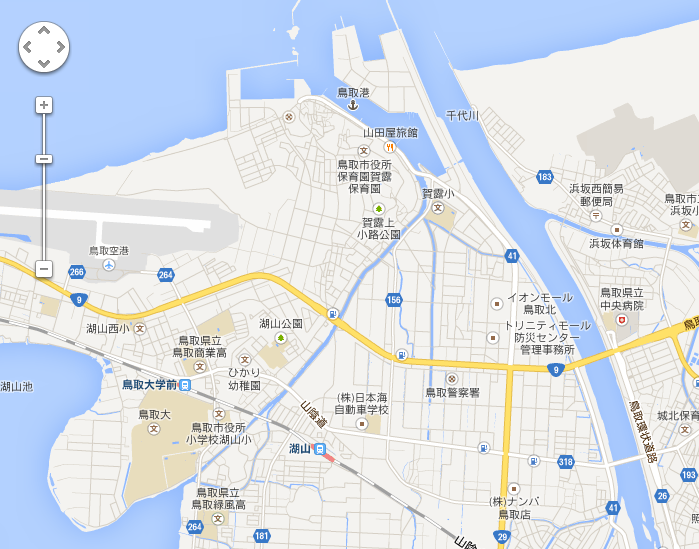 鳥取港
千代川
山田屋旅館
鳥取市役所
保育園賀露
保育園
賀露小
183
浜坂西簡易
郵便局
鳥取市立
浜坂小
賀露上
小路公園
浜坂体育館
鳥取空港
41
266
264
156
鳥取県立
中央病院
9
イオンモール
鳥取北
湖山西小
湖山公園
トリニティモール
防災センター
管理事務所
鳥取
鳥取県立
鳥取商業高
9
ひかり
幼稚園
湖山池
鳥取大学前
鳥取警察署
(株)日本海
自動車学校
山陰道
鳥取大
鳥取市役所
小学校湖山小
城北保育
鳥取環状道路
湖山
318
193
鳥取県立
鳥取緑風高
(株)ナンバ
鳥取店
26
41
264
181
29
山陰
照